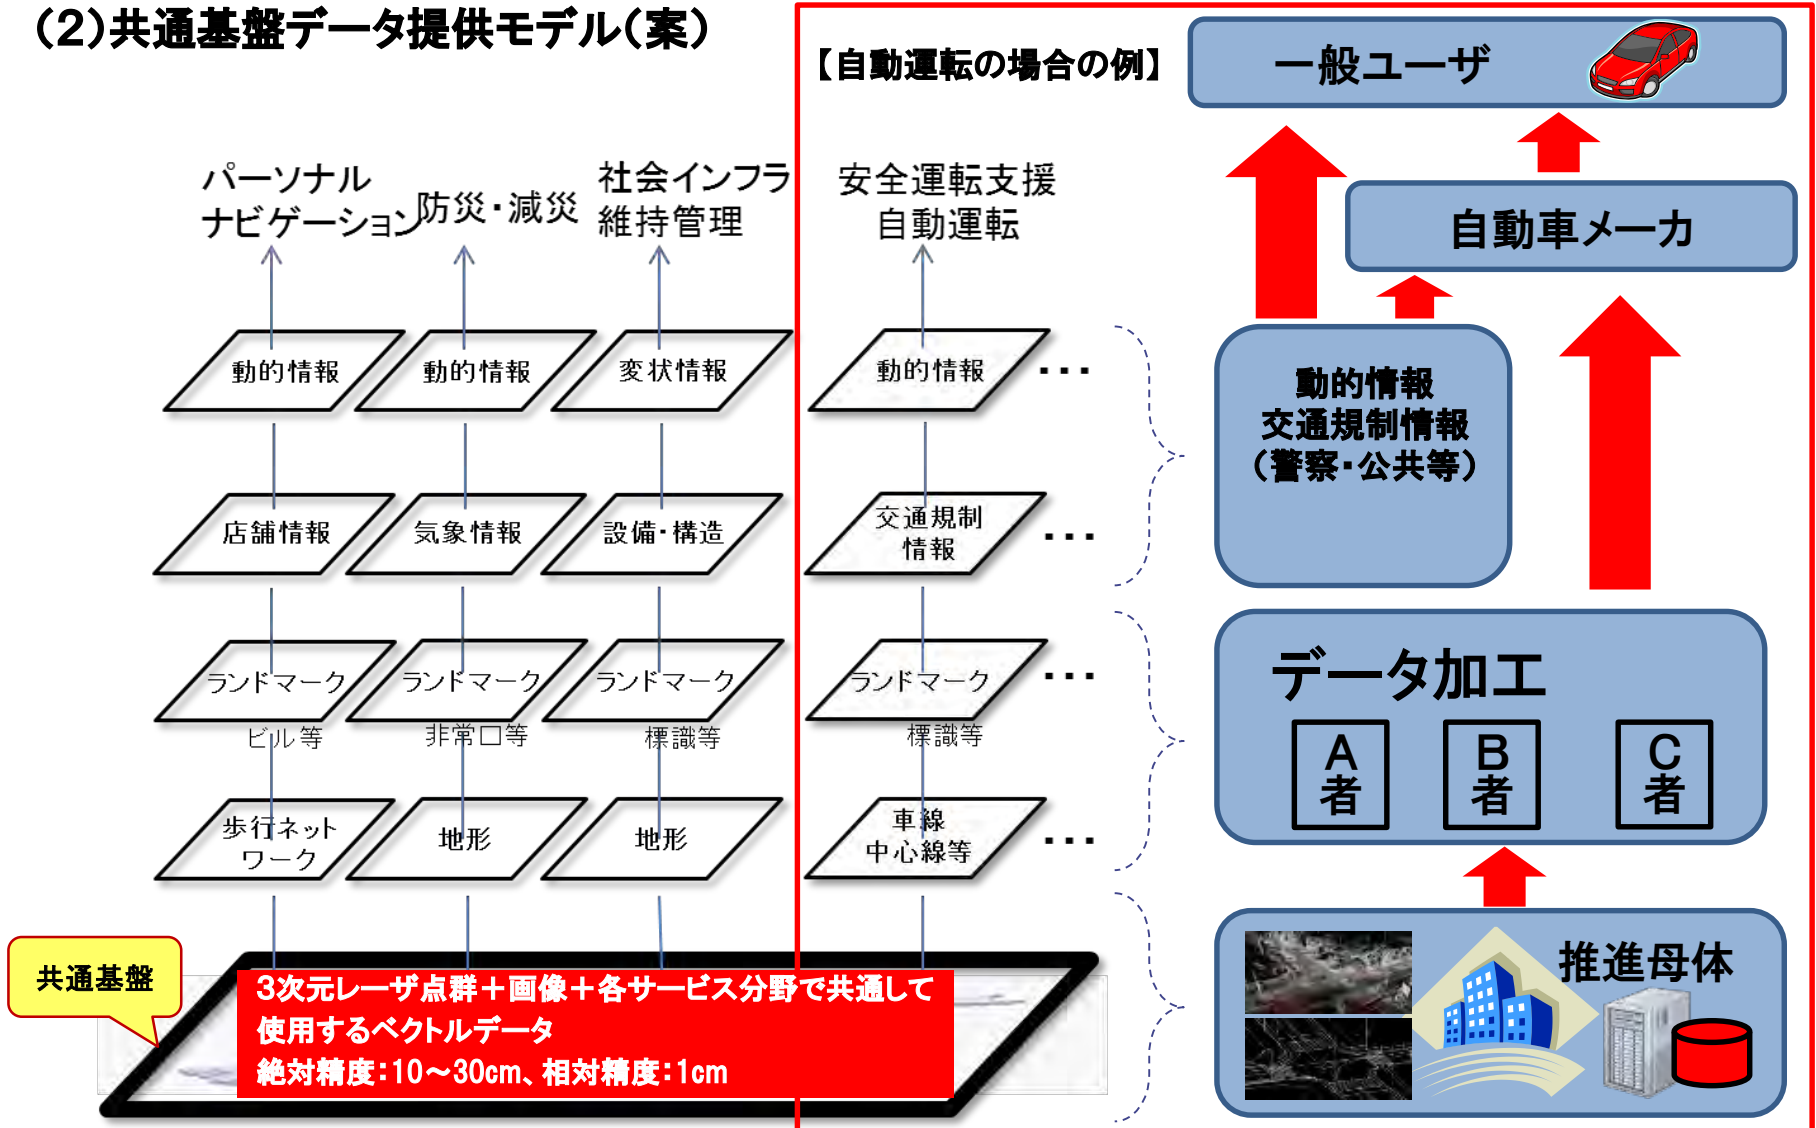 （2）共通基盤データ提供モデル（案）
【自動運転の場合の例】
一般ユーザ
自動車メーカ
パーソナル
ナビゲーション
防災・減災
社会インフラ
維持管理
安全運転支援
自動運転
動的情報
動的情報
変状情報
動的情報
・・・
動的情報
交通規制情報
（警察・公共等）
店舗情報
気象情報
設備・構造
交通規制
情報
・・・
ランドマーク
ビル等
ランドマーク
非常口等
ランドマーク
標識等
ランドマーク
標識等
・・・
データ加工
A
者
B
者
C
者
歩行ネット
ワーク
地形
地形
車線
中心線等
・・・
共通基盤
3次元レーザ点群＋画像＋各サービス分野で共通して
使用するベクトルデータ
絶対精度：10～30cm、相対精度：1cm
推進母体